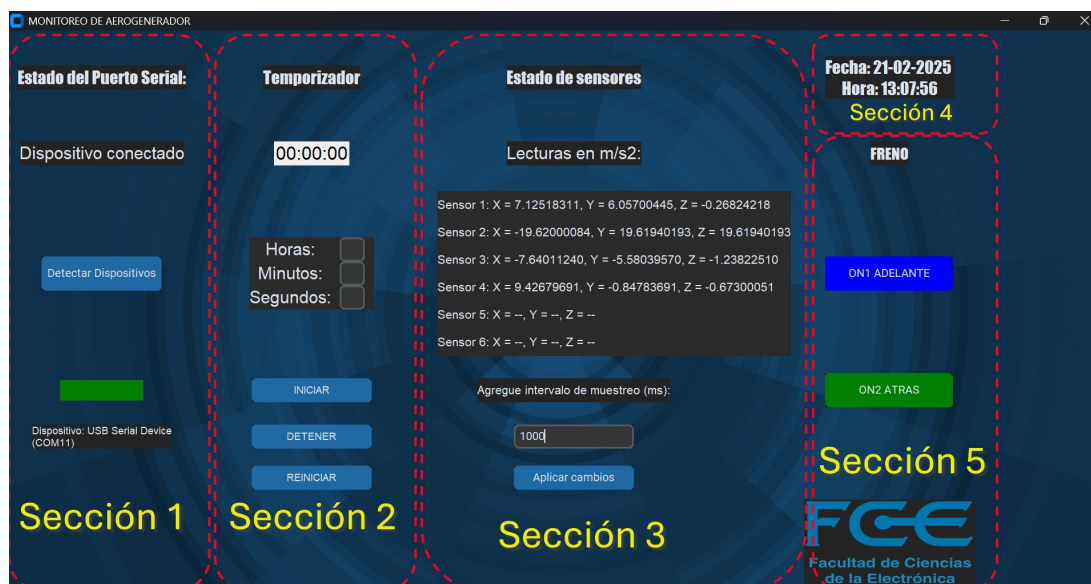 MONITOREO DE AEROGENERADOR
Estado del Puerto Serial:
Dispositivo conectado
Detectar Dispositivos
Dispositivo: USB Serial Device
(COM11)
Sección 1
Temporizador
00:00:00
Horas:
Minutos:
Segundos:
INICIAR
DETENER
REINICIAR
Sección 2
Estado de sensores
Lecturas en m/s2:
Sensor 1: X = 7.12518311, Y = 6.05700445, Z = -0.26824218
Sensor 2: X = -19.62000084, Y = 19.61940193, Z = 19.61940193
Sensor 3: X = -7.64011240, Y = -5.58039570, Z = -1.23822510
Sensor 4: X = 9.42679691, Y = -0.84783691, Z = -0.67300051
Sensor 5: X = --, Y = --, Z = --
Sensor 6: X = --, Y = --, Z = --
Agregue intervalo de muestreo (ms):
1000
Aplicar cambios
Sección 3
Fecha: 21-02-2025
Hora: 13:07:56
Sección 4
FRENO
ON1 ADELANTE
ON2 ATRAS
Sección 5
FCE
Facultad de Ciencias
de la Electrónica